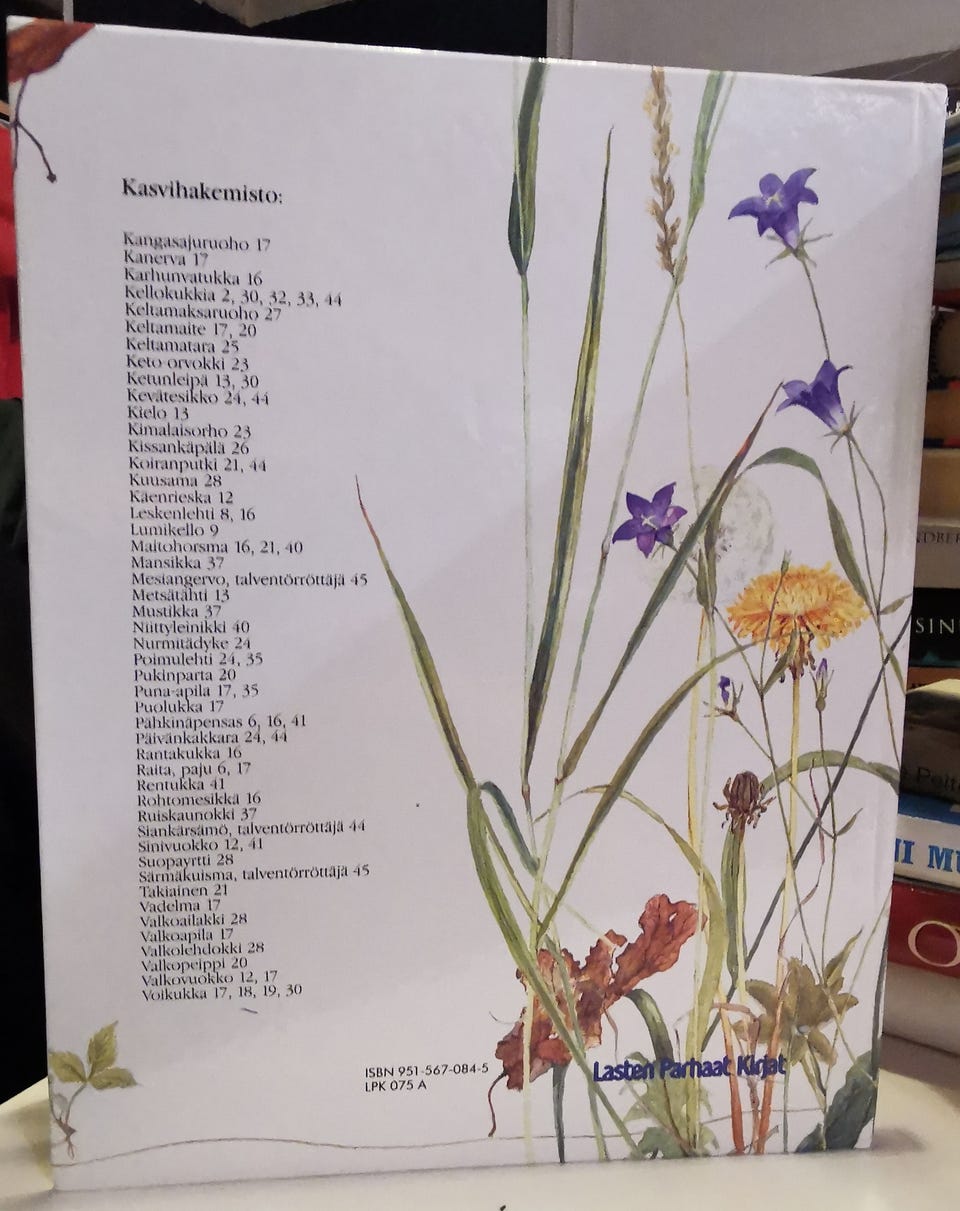 Kasvihakemisto:
Kangasajuruoho 17
Kanerva 17
Karhunvatukka 16
Kellokukkia 2, 30, 32, 33, 44
Keltamaksaruoho 27
Keltamaite 17, 20
Keltamatara 25
Keto-orvokki 23
Ketunleipä 13, 30
Kevätesikko 24, 44
Kielo 13
Kimalaisorho 23
Kissankäpälä 26
Koiranputki 21, 44
Kuusama 28
Käenrieska 12
Leskenlehti 8, 16
Lumikello 9
Maitohorsma 16, 21, 40
Mansikka 37
Mesiangervo, talventörröttäjä 45
Metsätähti 13
Mustikka 37
Niittyleinikki 40
Nurmitädyke 24
Poimulehti 24, 35
Pukinparta 20
Puna-apila 17, 35
Puolukka 17
Pähkinäpensas 6, 16, 41
Päivänkakkara 24, 44
Rantakukka 16
Raita, paju 6, 17
Rentukka 41
Rohtomesikkä 16
Ruiskaunokki 37
Siankärsämö, talventörröttäjä 44
Sinivuokko 12, 41
Suopayrtti 28
Särmäkuisma, talventörröttäjä 45
Takiainen 21
Vadelma 17
Valkoailakki 28
Valkoapila 17
Valkolehdokki 28
Valkopeippi 20
Valkovuokko 12, 17
Voikukka 17, 18, 19, 30
ISBN 951-567-084-5
LPK 075 A
Lasten Parhaat Kirjat